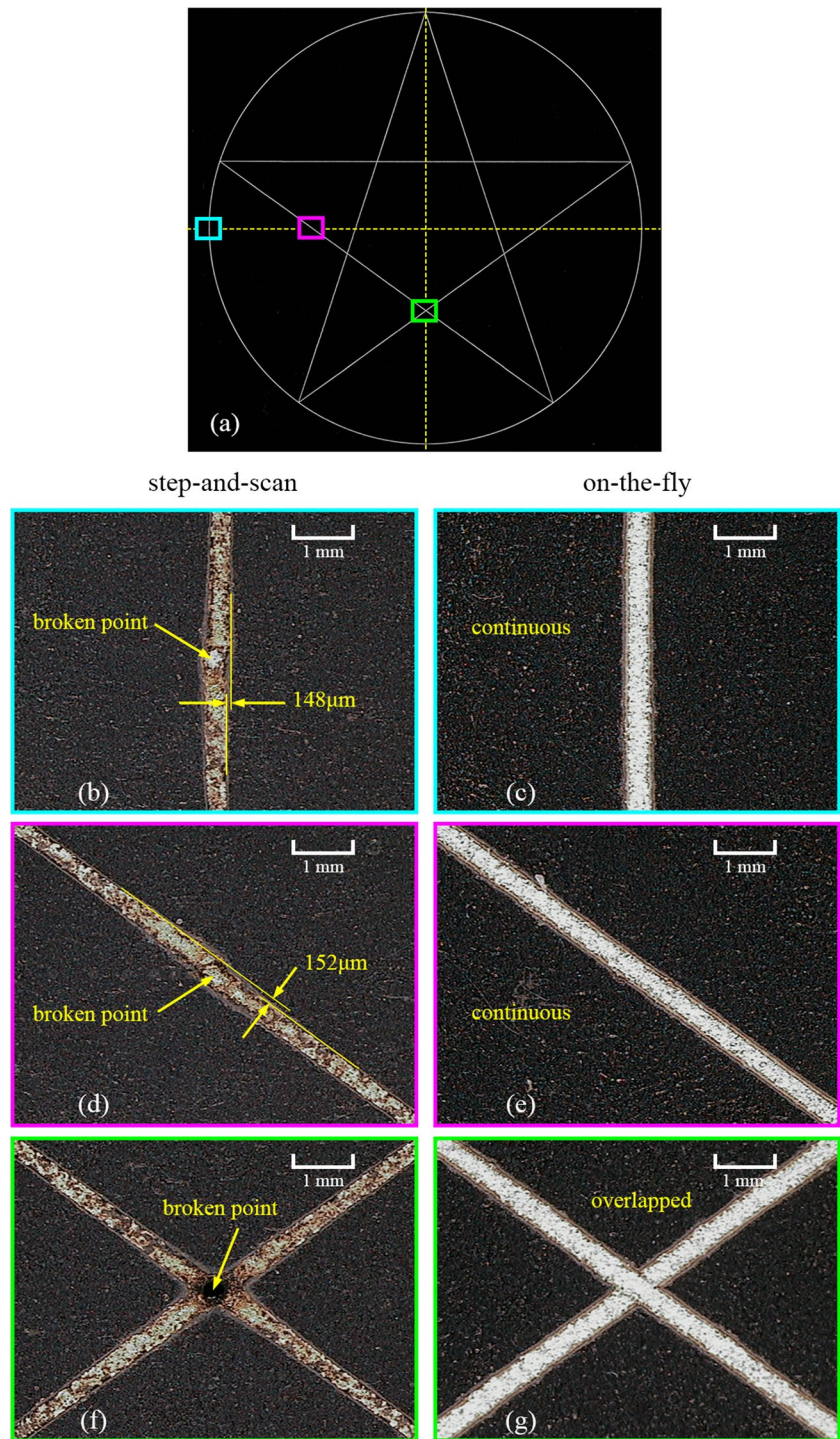 (a)
step-and-scan
on-the-fly
1 mm
broken point
148μm
(b)
1 mm
continuous
(c)
1 mm
152μm
broken point
(d)
1 mm
continuous
(e)
1 mm
broken point
(f)
1 mm
overlapped
(g)